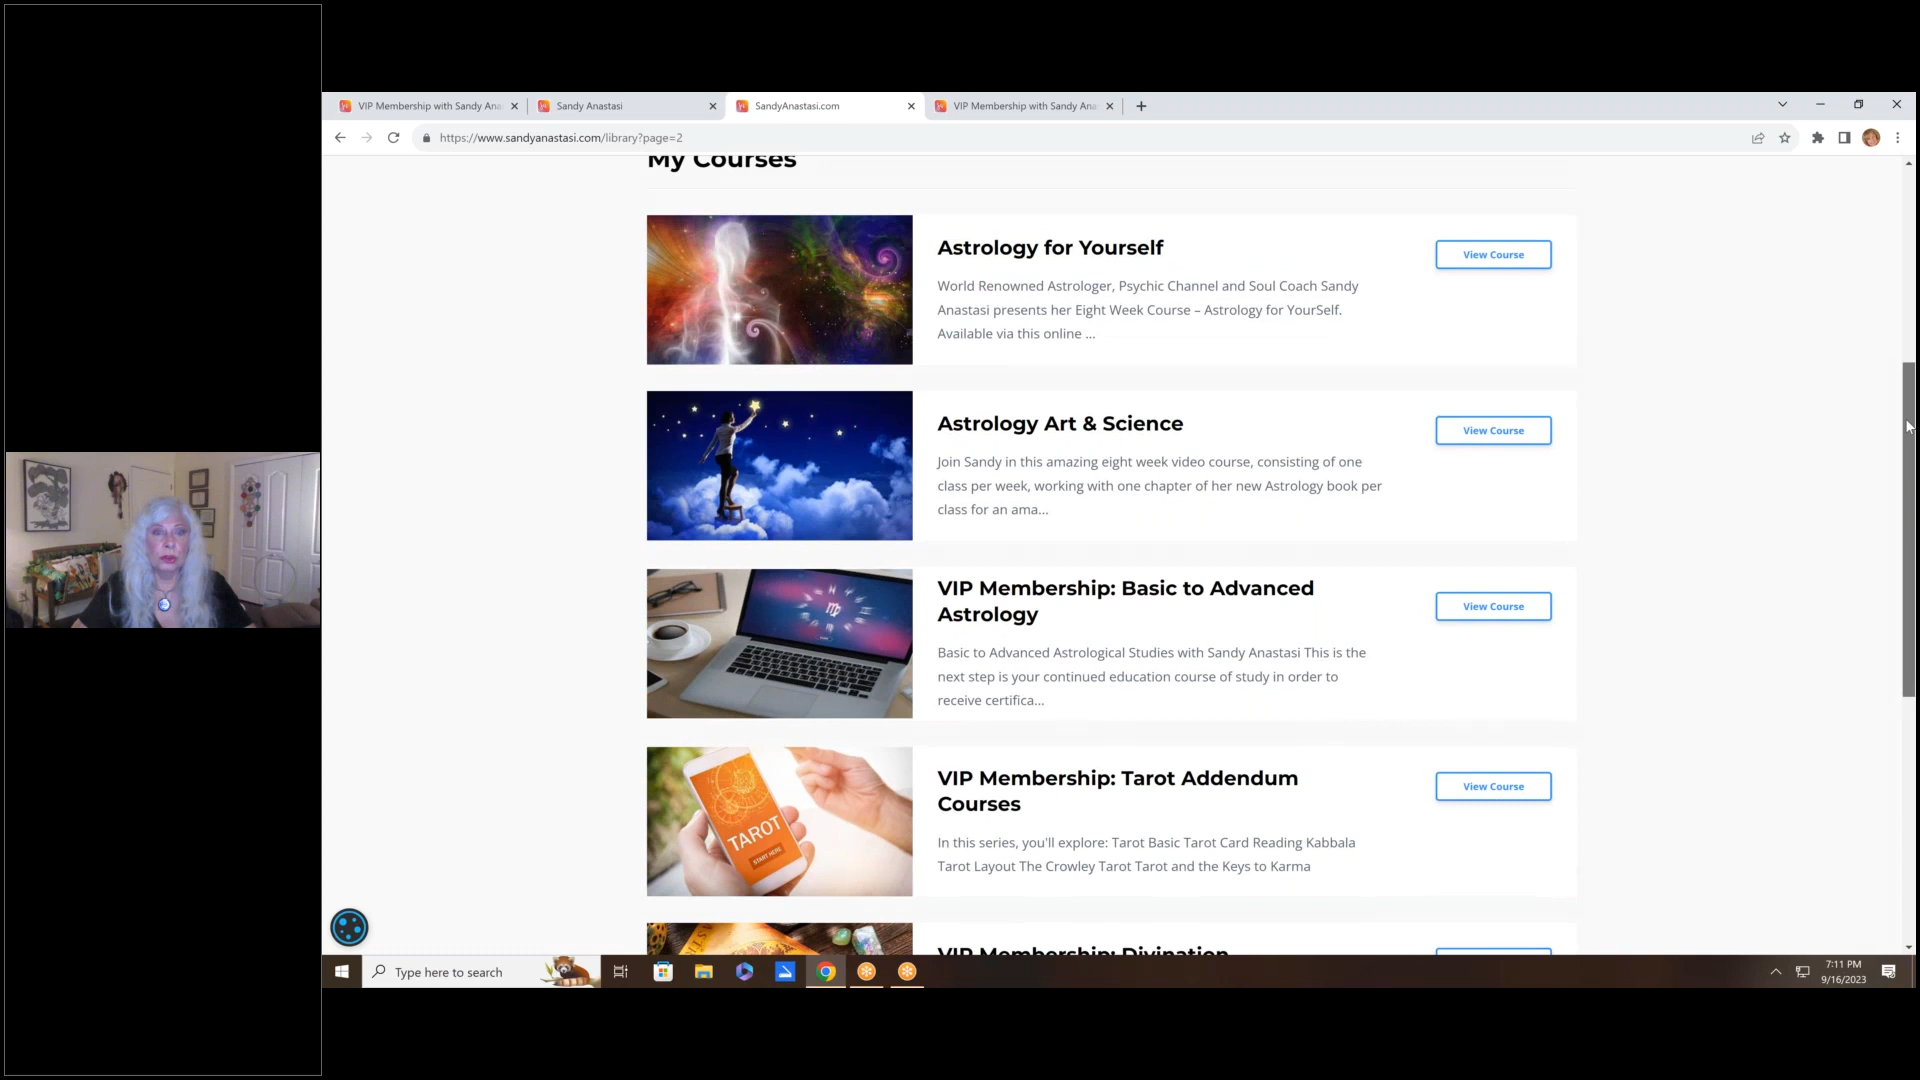 VIP Membership with Sandy Ana
Sandy Anastasi
SandyAnastasi.com
VIP Membership with Sandy Ana
https://www.sandyanastasi.com/library?page=2
My Courses
Astrology for Yourself
View Course
World Renowned Astrologer, Psychic Channel and Soul Coach Sandy
Anastasi presents her Eight Week Course – Astrology for YourSelf.
Available via this online ...
Astrology Art & Science
View Course
Join Sandy in this amazing eight week video course, consisting of one
class per week, working with one chapter of her new Astrology book per
class for an ama...
VIP Membership: Basic to Advanced
Astrology
View Course
Basic to Advanced Astrological Studies with Sandy Anastasi This is the
next step is your continued education course of study in order to
receive certifica...
TAROT
START HERE
VIP Membership: Tarot Addendum
Courses
View Course
In this series, you'll explore: Tarot Basic Tarot Card Reading Kabbala
Tarot Layout The Crowley Tarot Tarot and the Keys to Karma
VIP Membership: Divination
Type here to search
7:11 PM
9/16/2023